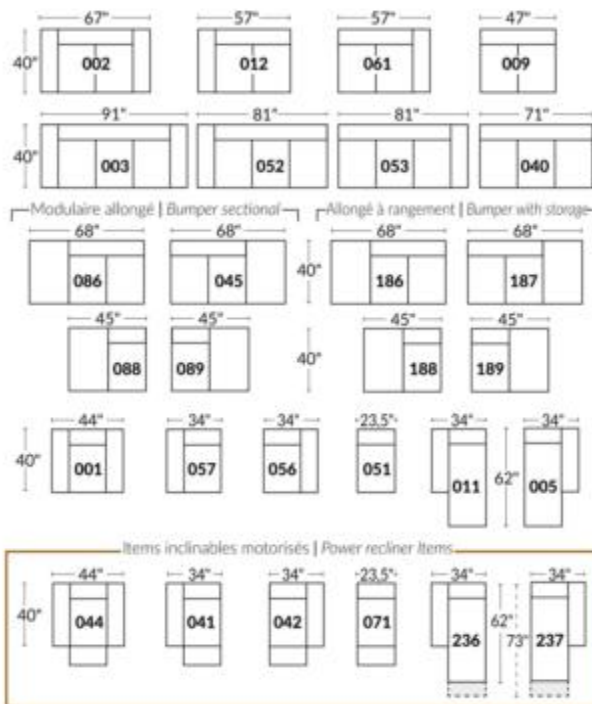 67" 57" 57" 47"
40" 002 012 061 009
91" 81" 81" 71"
40" 003 052 053 040
Modulaire allongé | Bumper sectional Allongé à rangement | Bumper with storage
68" 68" 68" 68"
086 045 40" 186 187
45" 45" 45" 45"
088 089 40" 188 189
44" 34" 34" 23,5" 34" 34"
40" 001 057 056 051 011 62" 005
Items inclinables motorisés | Power recliner Items
44" 34" 34" 23,5" 34" 34"
40" 044 041 042 071 236 62" 73" 237